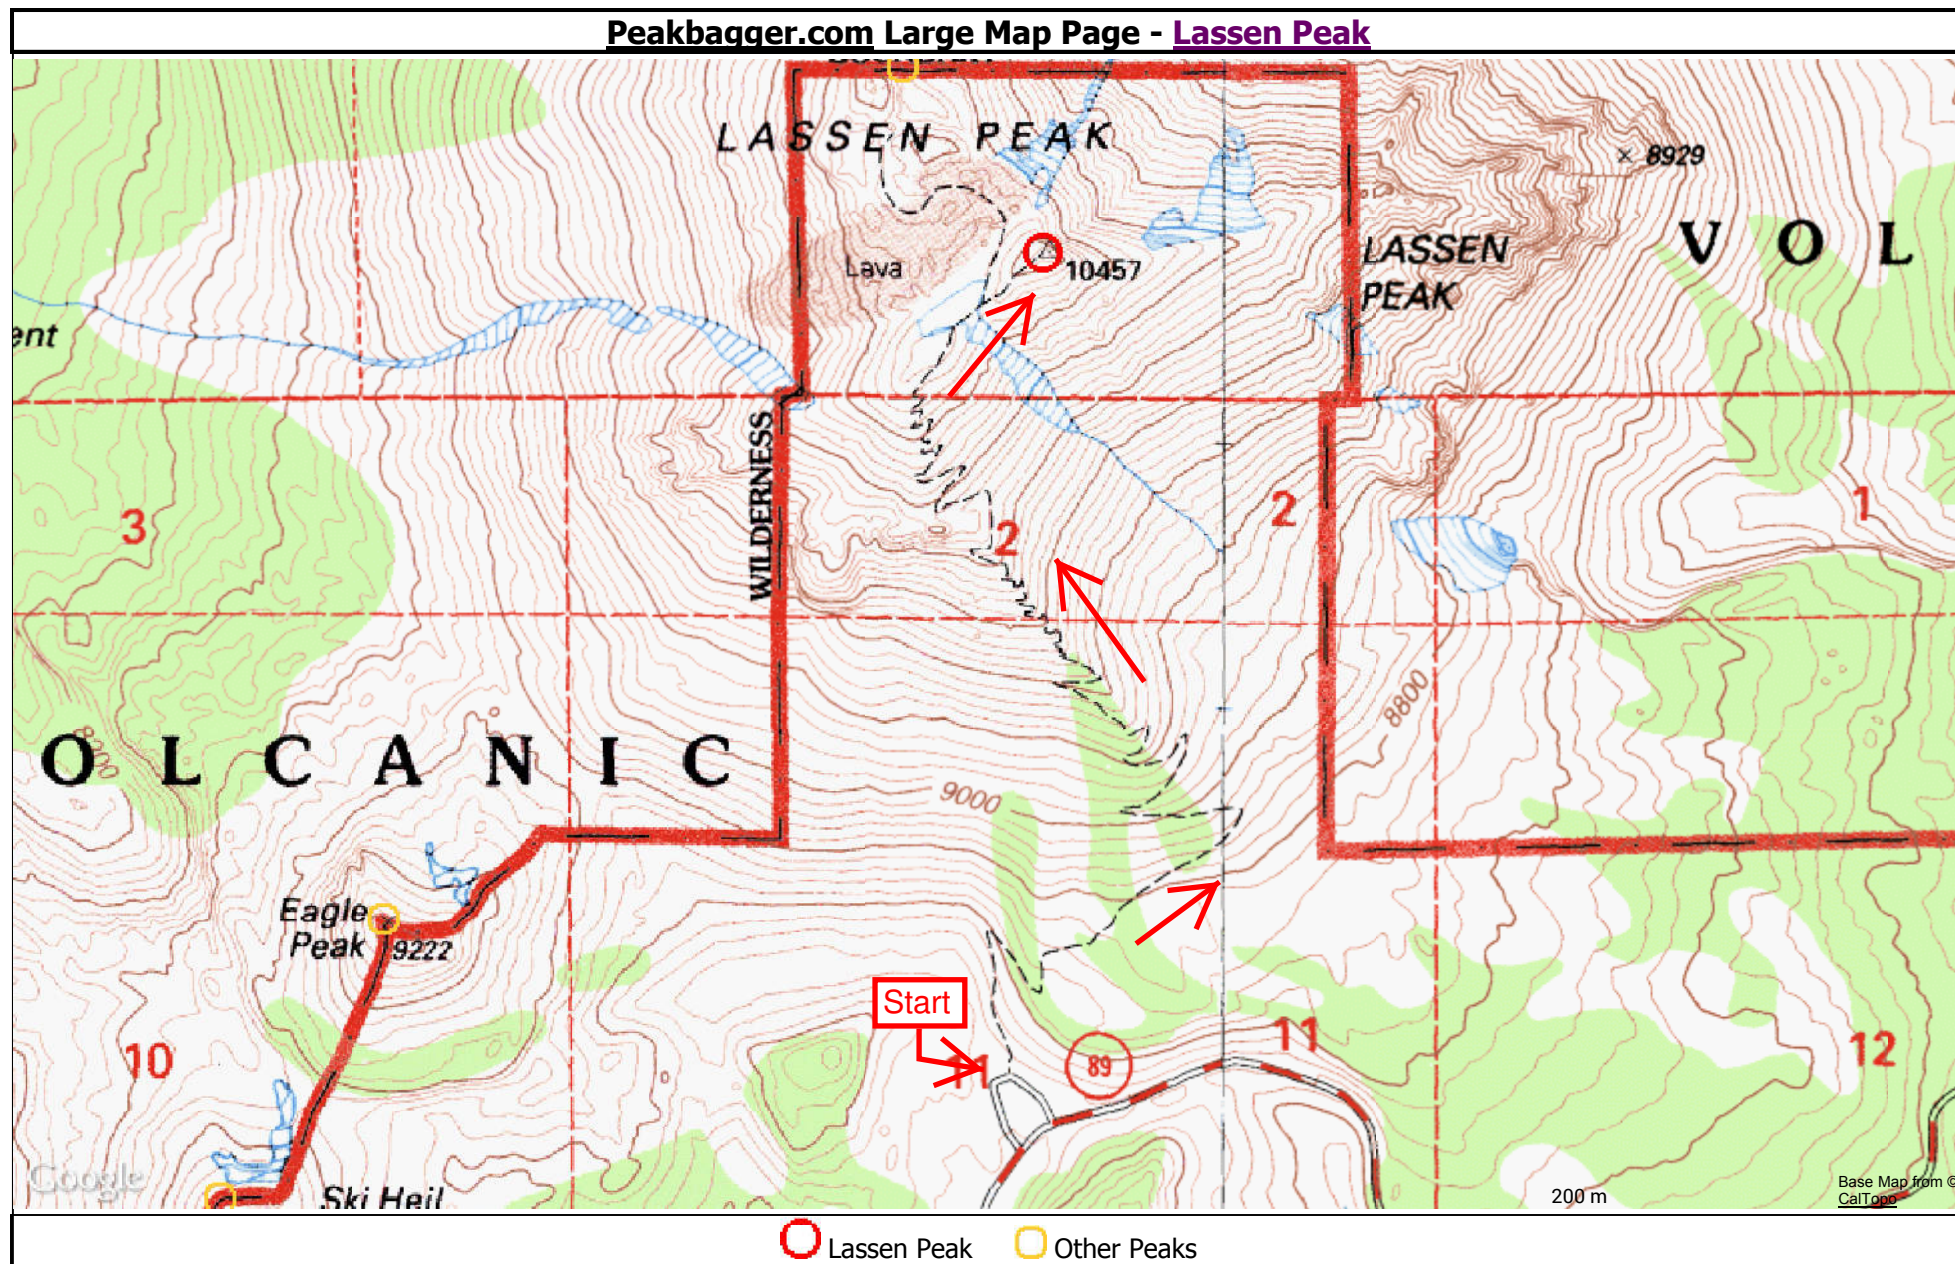 Peakbagger.com Large Map Page - Lassen Peak
LASSEN PEAK
8929
V O L
LASSEN
PEAK
10457
Lava
ent
WILDERNESS
3
2
2
1
8800
O L C A N I C
9000
Eagle
Peak
9222
Start
10
11
89
11
12
Google
Ski Heil
200 m
Base Map from ©
CalTopo
Lassen Peak
Other Peaks